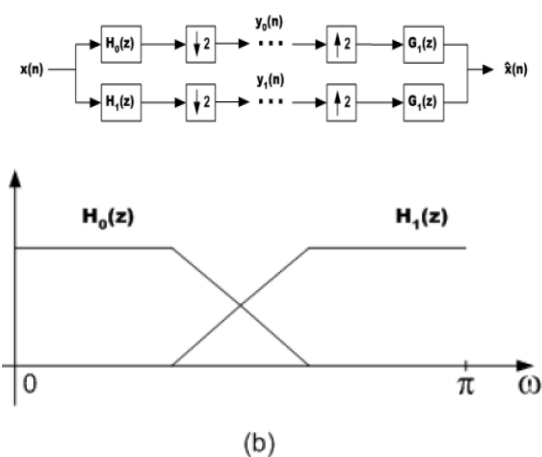 y₀(n)
x(n) H₀(z) ↓ 2 ... ↑ 2 G₁(z) x̂(n)
y₁(n)
H₁(z) ↓ 2 ... ↑ 2 G₁(z)
H₀(z) H₁(z)
0 π ω
(b)